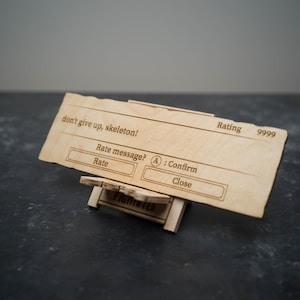 don't give up, skeleton!
Rating 9999
Rate message? A : Confirm
Rate
Close